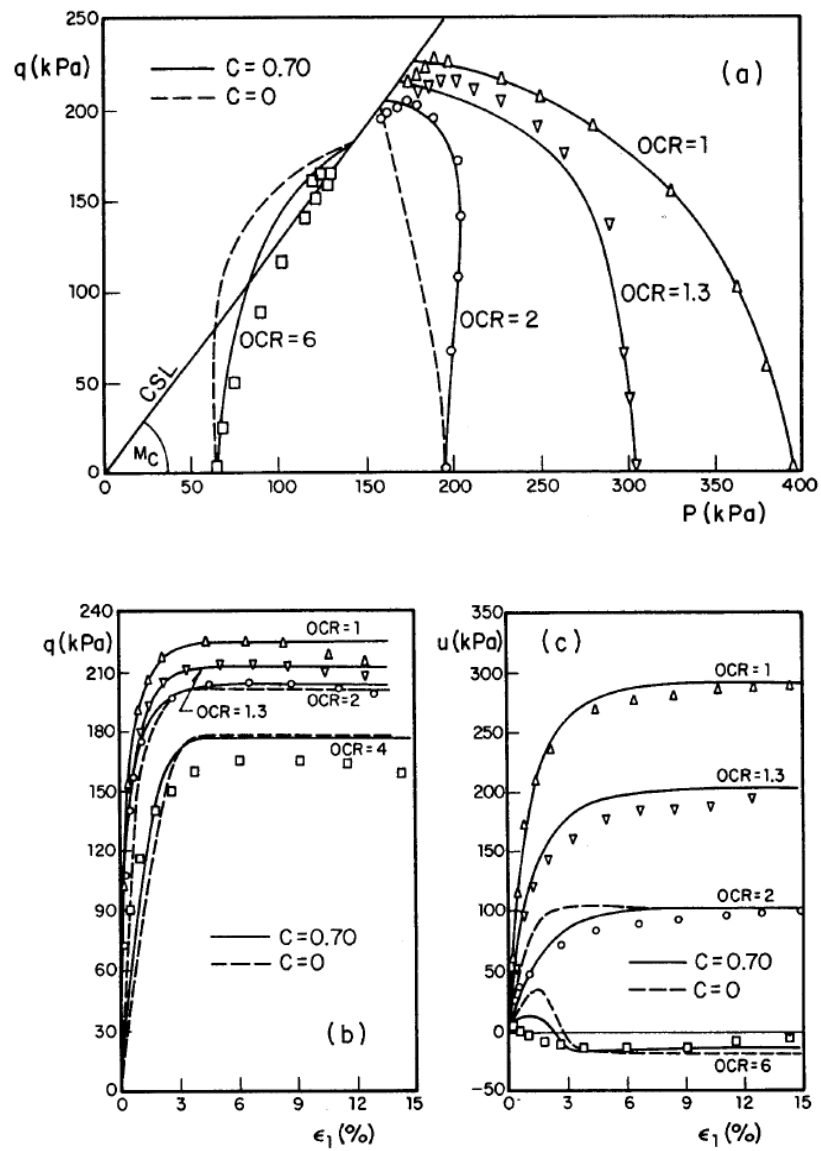 250
q(kPa)
C=0.70
(a)
200
C=0
OCR=1
150
OCR=1.3
OCR=6
OCR=2
100
CSL
50
Mc
0
0 50 100 150 200 250 300 350 400
P(kPa)
240
q(kPa)
OCR=1
210
OCR=2
OCR=1.3
180
OCR=4
150
120
90
C=0.70
60
C=0
30
(b)
0
0 3 6 9 12 15
ϵ1(%)
350
u(kPa)
(c)
300
OCR=1
250
200
OCR=1.3
150
100
OCR=2
C=0.70
50
C=0
0
-50
OCR=6
0 3 6 9 12 15
ϵ1(%)